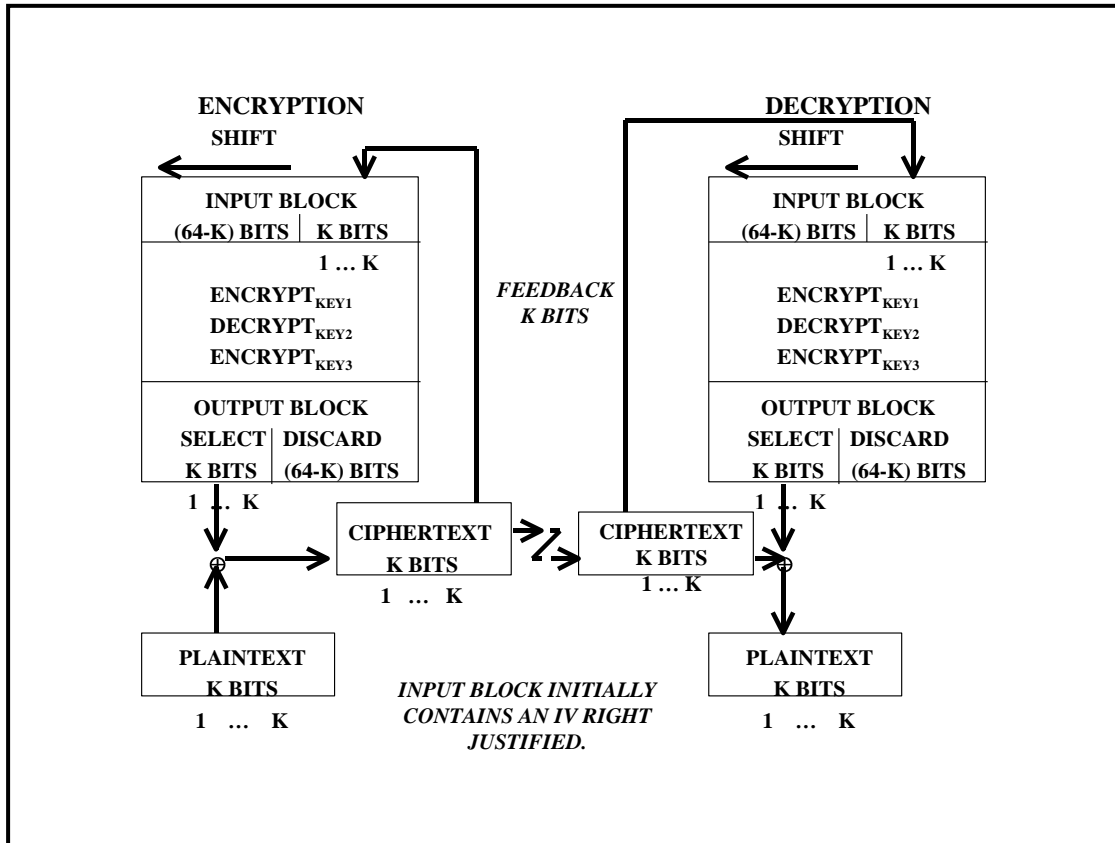 ENCRYPTION
SHIFT
INPUT BLOCK
(64-K) BITS K BITS
1 … K
ENCRYPTKEY1
DECRYPTKEY2
ENCRYPTKEY3
OUTPUT BLOCK
SELECT DISCARD
K BITS (64-K) BITS
1 … K
⊕
PLAINTEXT
K BITS
1 … K
CIPHERTEXT
K BITS
1 … K
FEEDBACK
K BITS
CIPHERTEXT
K BITS
1 … K
INPUT BLOCK INITIALLY
CONTAINS AN IV RIGHT
JUSTIFIED.
DECRYPTION
SHIFT
INPUT BLOCK
(64-K) BITS K BITS
1 … K
ENCRYPTKEY1
DECRYPTKEY2
ENCRYPTKEY3
OUTPUT BLOCK
SELECT DISCARD
K BITS (64-K) BITS
1 … K
⊕
PLAINTEXT
K BITS
1 … K